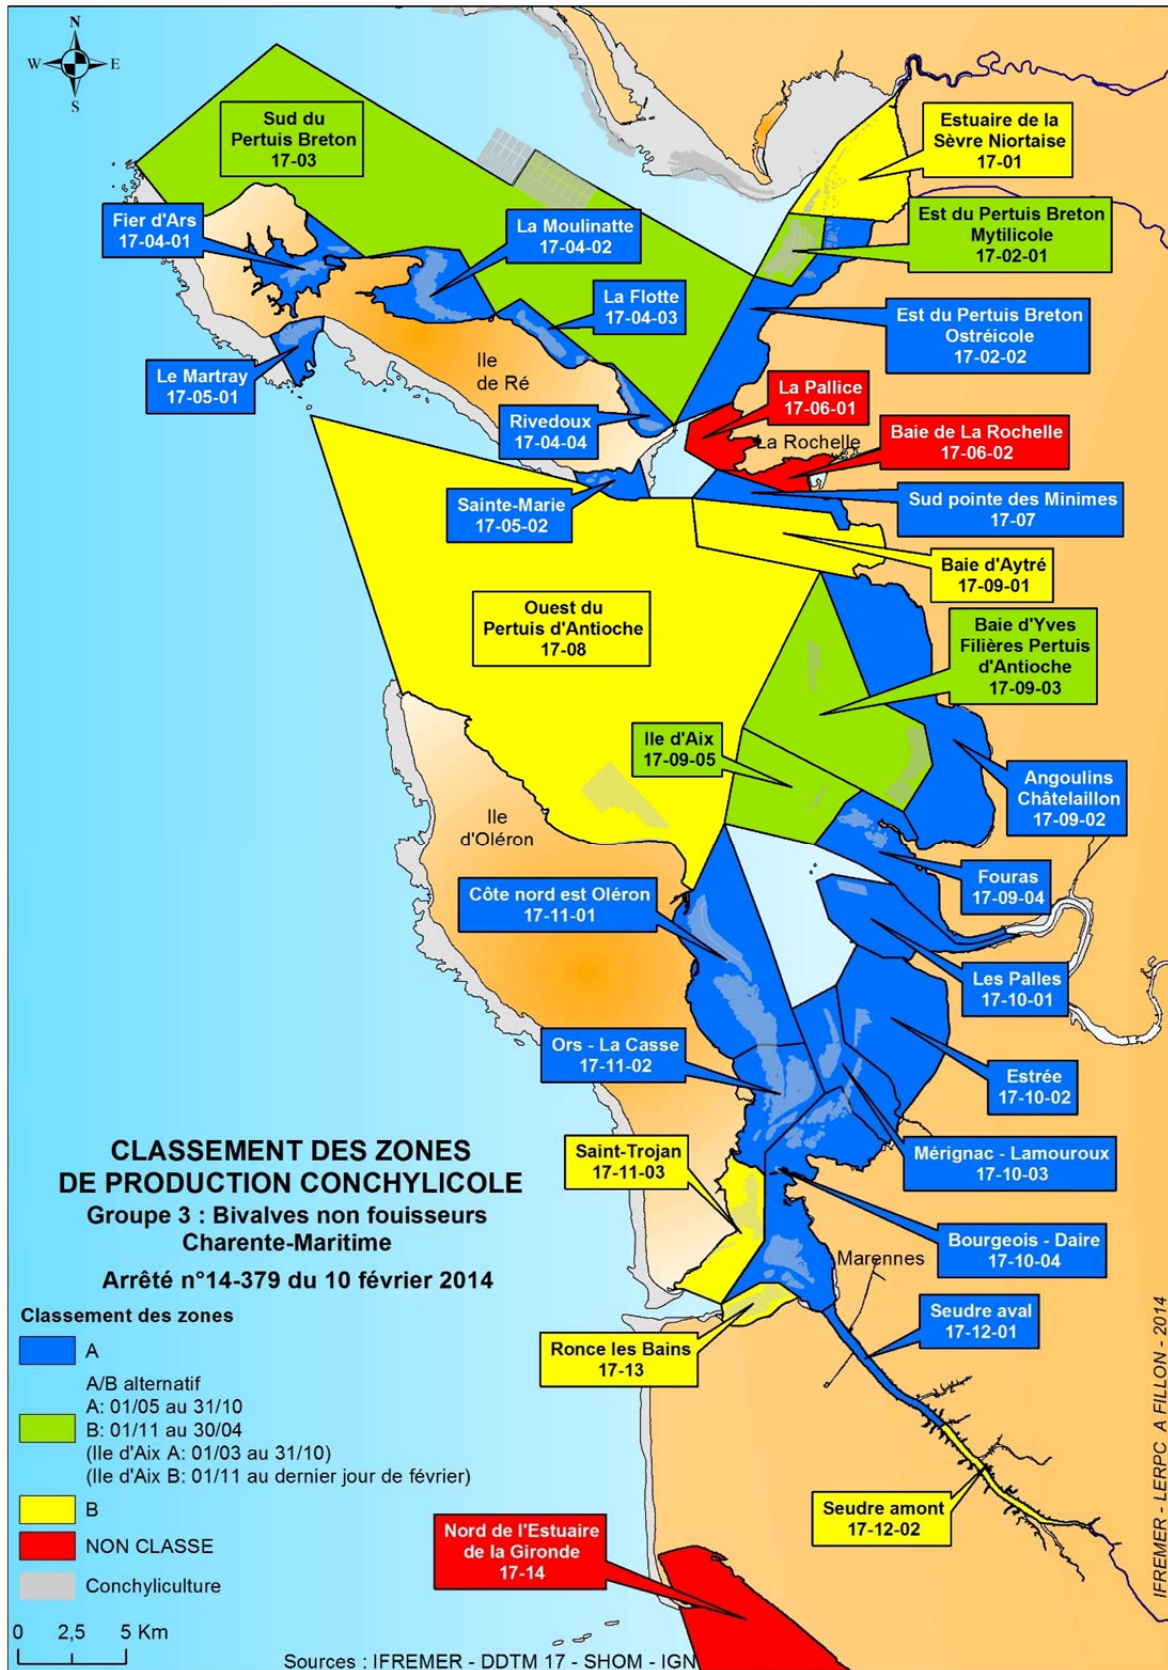 N
W
E
S
Sud du
Pertuis Breton
17-03
Estuaire de la
Sèvre Niortaise
17-01
Fier d'Ars
17-04-01
La Moulinatte
17-04-02
Est du Pertuis Breton
Mytilicole
17-02-01
La Flotte
17-04-03
Est du Pertuis Breton
Ostréicole
17-02-02
Le Martray
17-05-01
Ile
de Ré
La Pallice
17-06-01
Rivedoux
17-04-04
La Rochelle
Baie de La Rochelle
17-06-02
Sainte-Marie
17-05-02
Sud pointe des Minimes
17-07
Baie d'Aytré
17-09-01
Ouest du
Pertuis d'Antioche
17-08
Baie d'Yves
Filières Pertuis
d'Antioche
17-09-03
Ile d'Aix
17-09-05
Angoulins
Châtelaillon
17-09-02
Ile
d'Oléron
Fouras
17-09-04
Côte nord est Oléron
17-11-01
Les Palles
17-10-01
Ors - La Casse
17-11-02
Estrée
17-10-02
Saint-Trojan
17-11-03
Mérignac - Lamouroux
17-10-03
Bourgeois - Daire
17-10-04
Marennes
Seudre aval
17-12-01
Ronce les Bains
17-13
Seudre amont
17-12-02
Nord de l'Estuaire
de la Gironde
17-14
CLASSEMENT DES ZONES
DE PRODUCTION CONCHYLICOLE
Groupe 3 : Bivalves non fouisseurs
Charente-Maritime
Arrêté n°14-379 du 10 février 2014
Classement des zones
A
A/B alternatif
A: 01/05 au 31/10
B: 01/11 au 30/04
(Ile d'Aix A: 01/03 au 31/10)
(Ile d'Aix B: 01/11 au dernier jour de février)
B
NON CLASSE
Conchyliculture
0 2,5 5 Km
Sources : IFREMER - DDTM 17 - SHOM - IGN
IFREMER - LERPC A FILLON - 2014